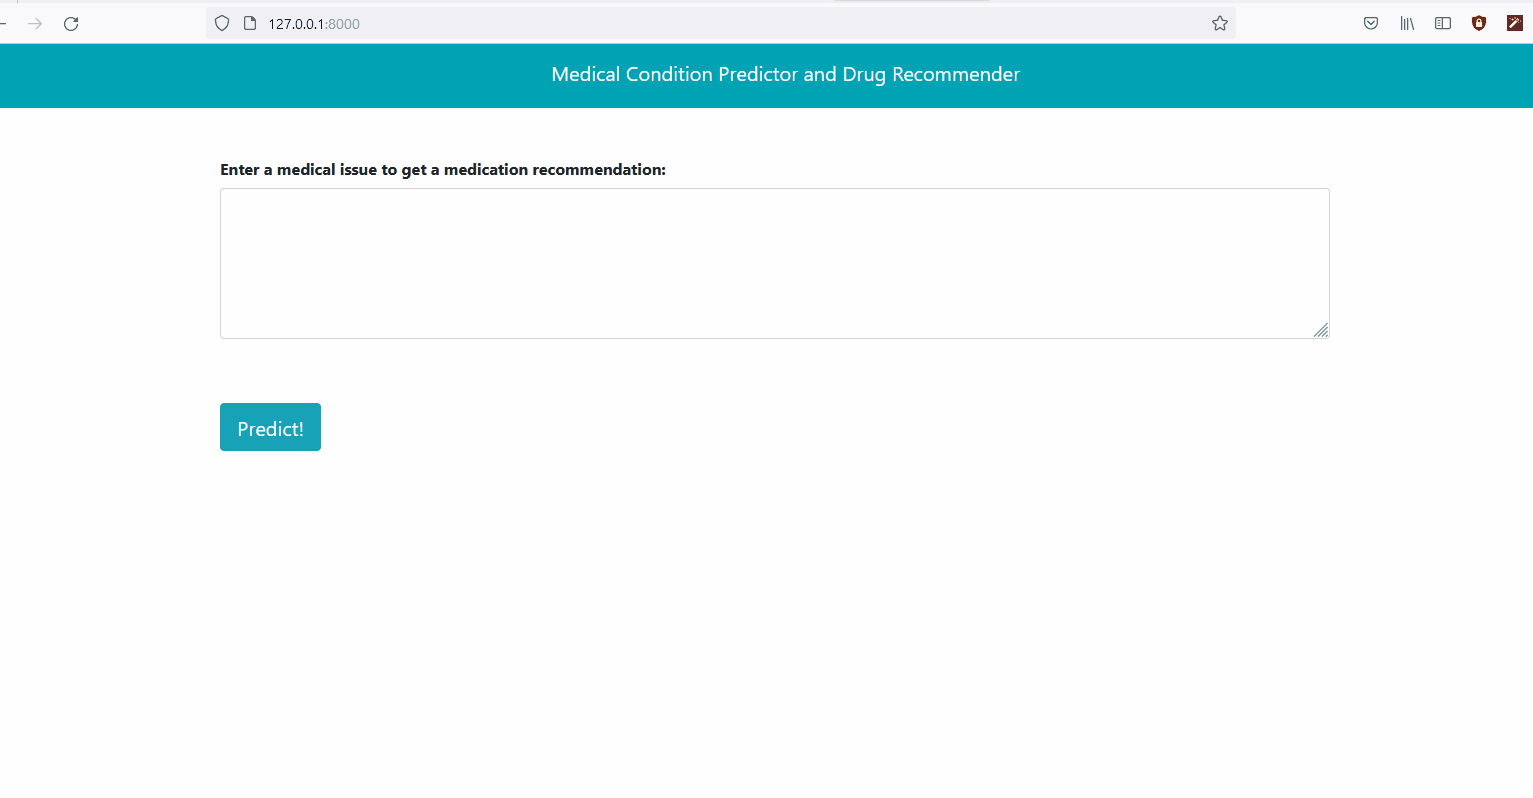 127.0.0.1:8000
Medical Condition Predictor and Drug Recommender
Enter a medical issue to get a medication recommendation:
Predict!